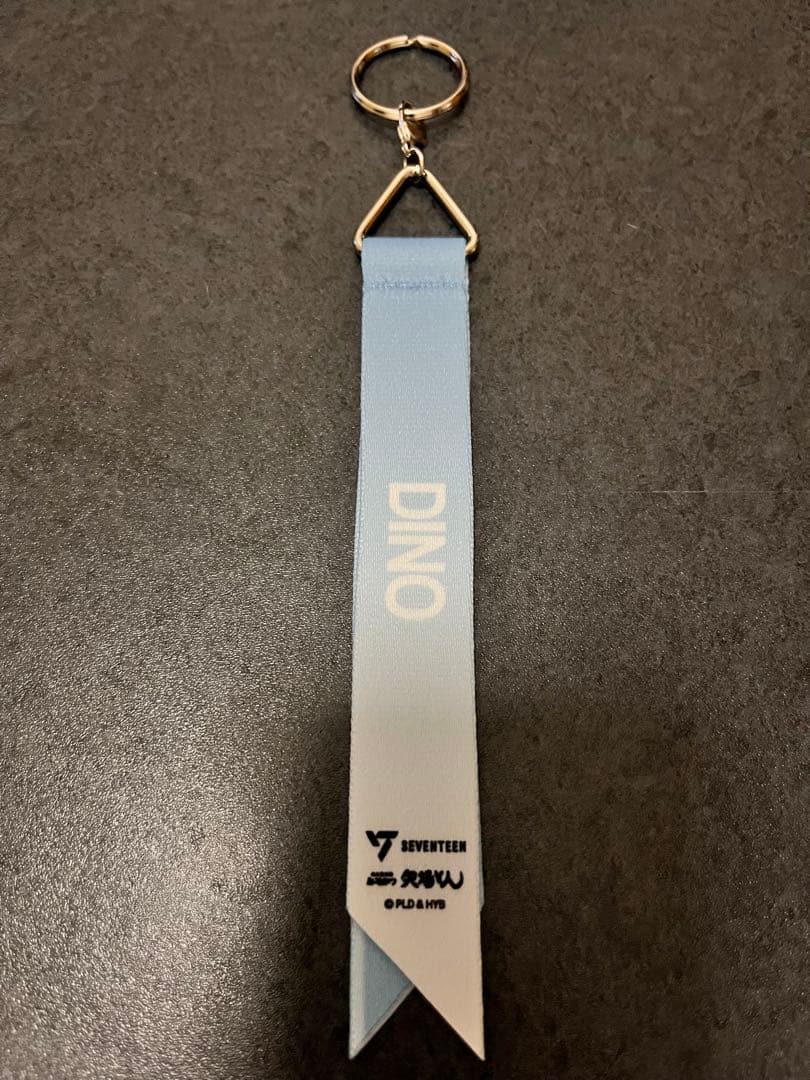 DINO
SEVENTEEN
矢場とん
© PLD & HYB